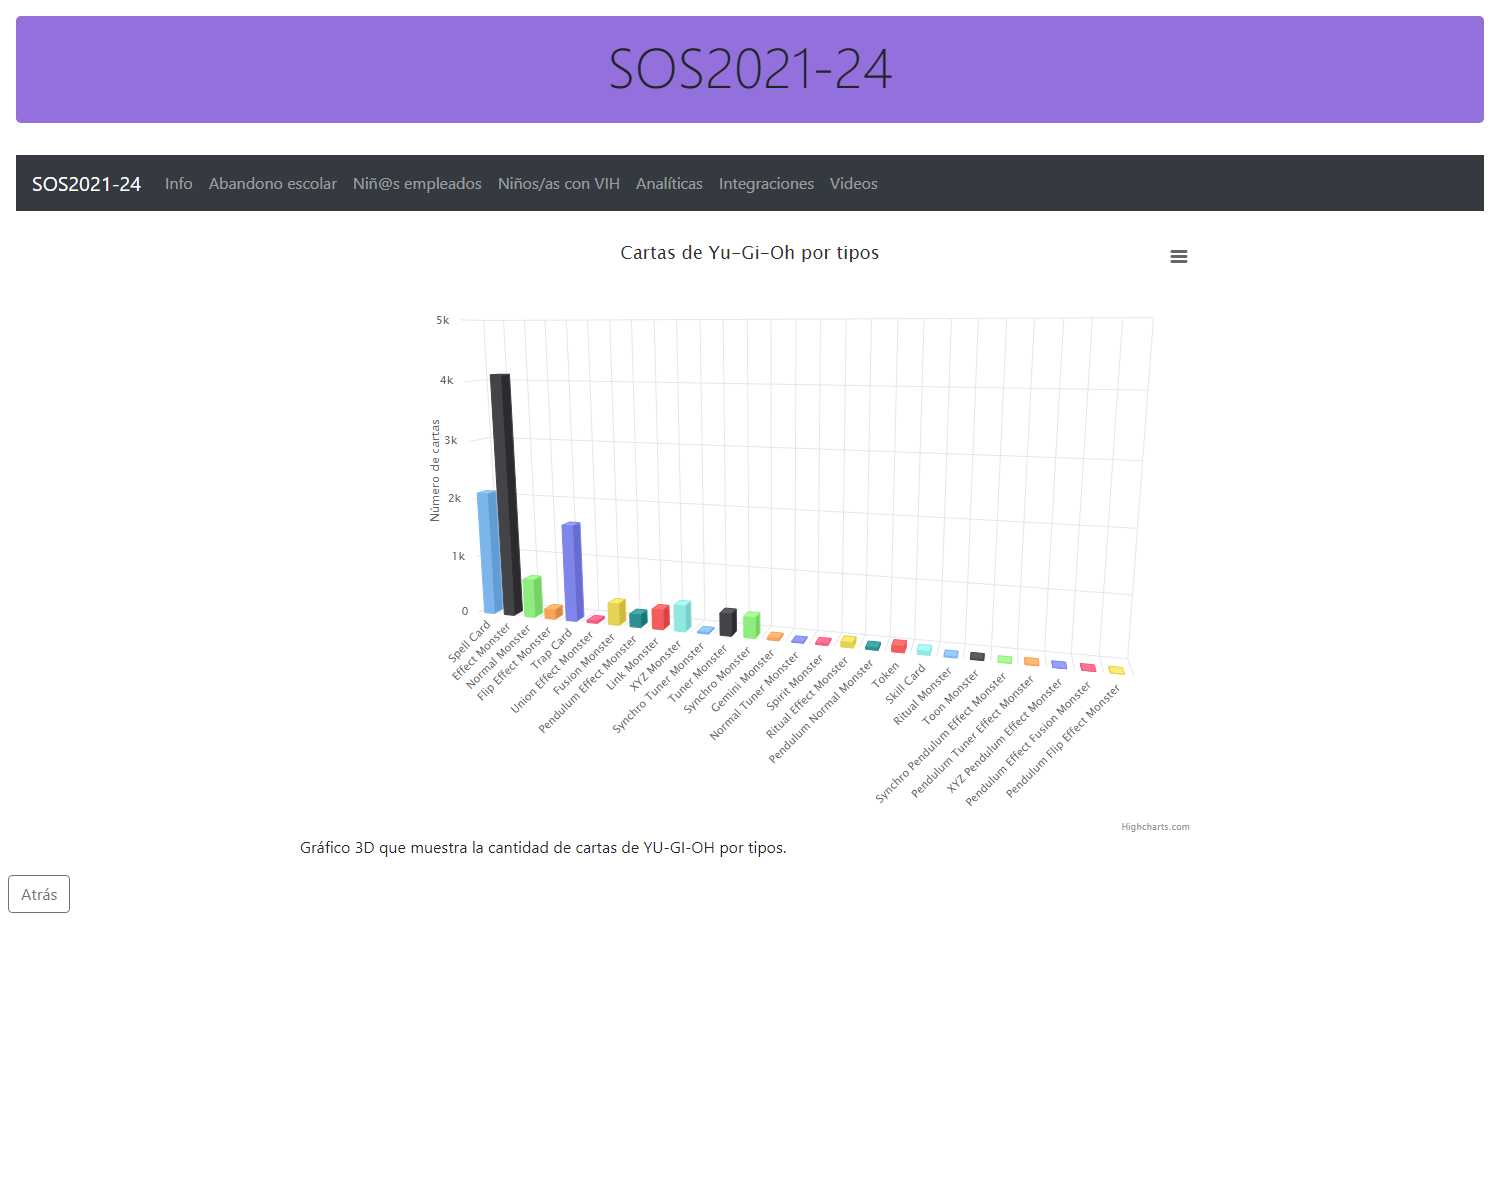 SOS2021-24
SOS2021-24 Info Abandono escolar Niñ@s empleados Niños/as con VIH Analíticas Integraciones Videos
Cartas de Yu-Gi-Oh por tipos
Número de cartas
5k
4k
3k
2k
1k
0
Spell Card
Effect Monster
Normal Monster
Flip Effect Monster
Trap Card
Union Effect Monster
Fusion Monster
Pendulum Effect Monster
Link Monster
XYZ Monster
Synchro Tuner Monster
Tuner Monster
Synchro Monster
Gemini Monster
Normal Tuner Monster
Spirit Monster
Ritual Effect Monster
Pendulum Normal Monster
Token
Skill Card
Ritual Monster
Toon Monster
Synchro Pendulum Effect Monster
Pendulum Tuner Effect Monster
XYZ Pendulum Effect Monster
Pendulum Effect Fusion Monster
Pendulum Flip Effect Monster
Highcharts.com
Gráfico 3D que muestra la cantidad de cartas de YU-GI-OH por tipos.
Atrás